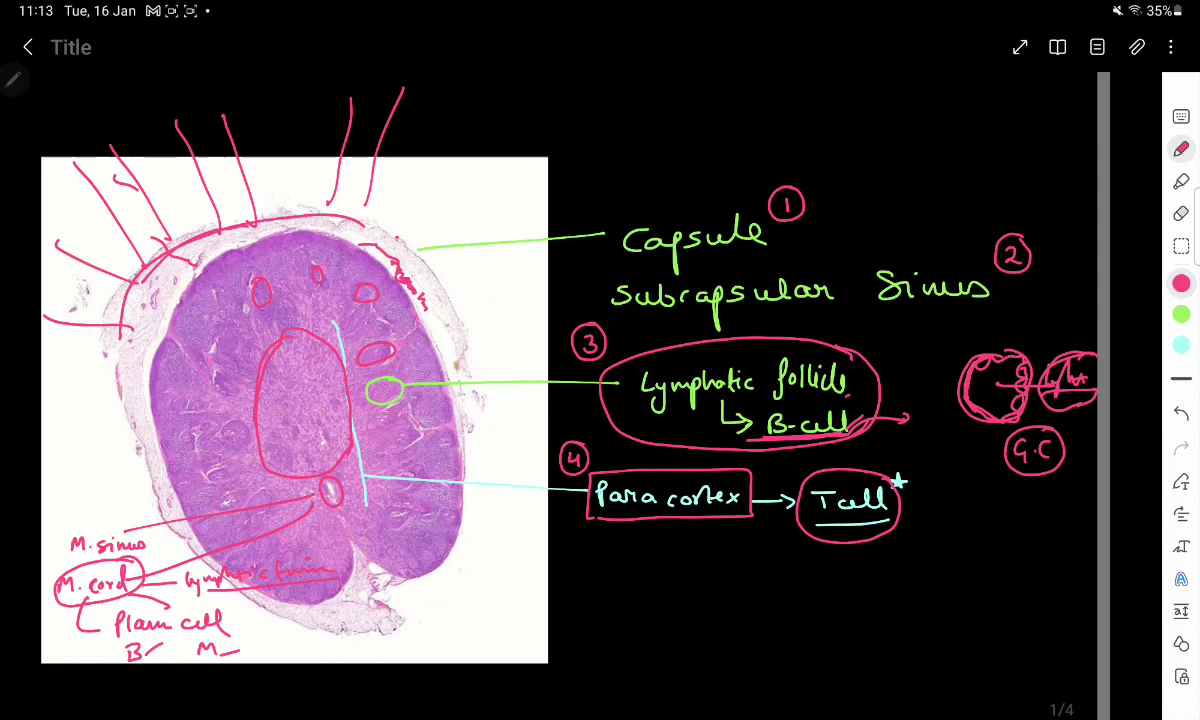 11:13 Tue, 16 Jan
35%
Title
Capsule 1
Subcapsular Sinus 2
3
Lymphatic follicle
B-cell
G.C
4
Para cortex
T cell
M. sinus
M. cord
Plasm cell
B M
1/4